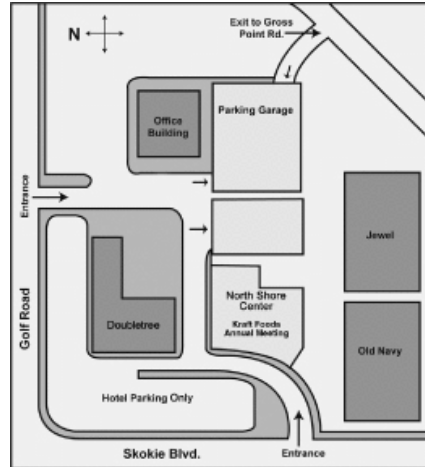 Exit to Gross
Point Rd.
N
Parking Garage
Office
Building
Entrance
Golf Road
Jewel
Doubletree
North Shore
Center
Kraft Foods
Annual Meeting
Old Navy
Hotel Parking Only
Skokie Blvd.
Entrance